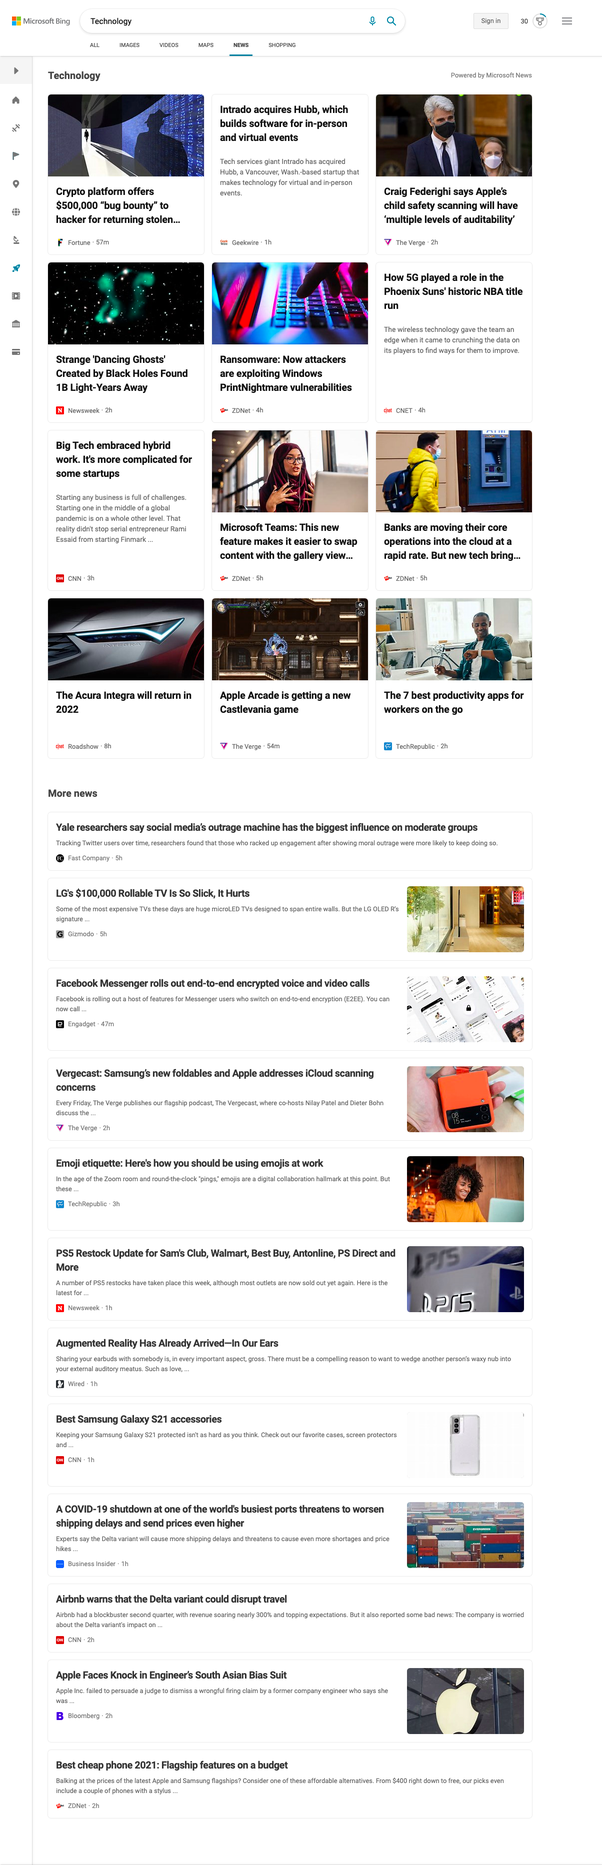 Microsoft Bing
Technology
Sign in
30
ALL
IMAGES
VIDEOS
MAPS
NEWS
SHOPPING
Technology
Powered by Microsoft News
Crypto platform offers
$500,000 “bug bounty” to
hacker for returning stolen...
Fortune · 57m
Intrado acquires Hubb, which
builds software for in-person
and virtual events
Tech services giant Intrado has acquired
Hubb, a Vancouver, Wash.-based startup that
makes technology for virtual and in-person
events.
Geekwire · 1h
Craig Federighi says Apple’s
child safety scanning will have
‘multiple levels of auditability’
The Verge · 2h
Strange 'Dancing Ghosts'
Created by Black Holes Found
1B Light-Years Away
Newsweek · 2h
Ransomware: Now attackers
are exploiting Windows
PrintNightmare vulnerabilities
ZDNet · 4h
How 5G played a role in the
Phoenix Suns' historic NBA title
run
The wireless technology gave the team an
edge when it came to crunching the data on
its players to find ways for them to improve.
CNET · 4h
Big Tech embraced hybrid
work. It's more complicated for
some startups
Starting any business is full of challenges.
Starting one in the middle of a global
pandemic is on a whole other level. That
reality didn't stop serial entrepreneur Rami
Essaid from starting Finmark ...
CNN · 3h
Microsoft Teams: This new
feature makes it easier to swap
content with the gallery view...
ZDNet · 5h
ATM
Banks are moving their core
operations into the cloud at a
rapid rate. But new tech bring...
ZDNet · 5h
The Acura Integra will return in
2022
Roadshow · 8h
Apple Arcade is getting a new
Castlevania game
The Verge · 54m
The 7 best productivity apps for
workers on the go
TechRepublic · 2h
More news
Yale researchers say social media’s outrage machine has the biggest influence on moderate groups
Tracking Twitter users over time, researchers found that those who racked up engagement after showing moral outrage were more likely to keep doing so.
Fast Company · 5h
LG's $100,000 Rollable TV Is So Slick, It Hurts
Some of the most expensive TVs these days are huge microLED TVs designed to span entire walls. But the LG OLED R's
signature ...
Gizmodo · 5h
Facebook Messenger rolls out end-to-end encrypted voice and video calls
Facebook is rolling out a host of features for Messenger users who switch on end-to-end encryption (E2EE). You can
now call ...
Engadget · 47m
Vergecast: Samsung’s new foldables and Apple addresses iCloud scanning
concerns
Every Friday, The Verge publishes our flagship podcast, The Vergecast, where co-hosts Nilay Patel and Dieter Bohn
discuss the ...
The Verge · 2h
Emoji etiquette: Here's how you should be using emojis at work
In the age of the Zoom room and round-the-clock "pings," emojis are a digital collaboration hallmark at this point. But
these ...
TechRepublic · 3h
PS5 Restock Update for Sam's Club, Walmart, Best Buy, Antonline, PS Direct and
More
A number of PS5 restocks have taken place this week, although most outlets are now sold out yet again. Here is the
latest for ...
Newsweek · 1h
PS5
Augmented Reality Has Already Arrived—In Our Ears
Sharing your earbuds with somebody is, in every important aspect, gross. There must be a compelling reason to want to wedge another person's waxy nub into
your external auditory meatus. Such as love, ...
Wired · 1h
Best Samsung Galaxy S21 accessories
Keeping your Samsung Galaxy S21 protected isn't as hard as you think. Check out our favorite cases, screen protectors
and ...
CNN · 1h
A COVID-19 shutdown at one of the world's busiest ports threatens to worsen
shipping delays and send prices even higher
Experts say the Delta variant will cause more shipping delays and threatens to cause even more shortages and price
hikes ...
Business Insider · 1h
Airbnb warns that the Delta variant could disrupt travel
Airbnb had a blockbuster second quarter, with revenue soaring nearly 300% and topping expectations. But it also reported some bad news: The company is worried
about the Delta variant's impact on ...
CNN · 2h
Apple Faces Knock in Engineer’s South Asian Bias Suit
Apple Inc. failed to persuade a judge to dismiss a wrongful firing claim by a former company engineer who says she
was ...
Bloomberg · 2h
Best cheap phone 2021: Flagship features on a budget
Balking at the prices of the latest Apple and Samsung flagships? Consider one of these affordable alternatives. From $400 right down to free, our picks even
include a couple of phones with a stylus ...
ZDNet · 2h